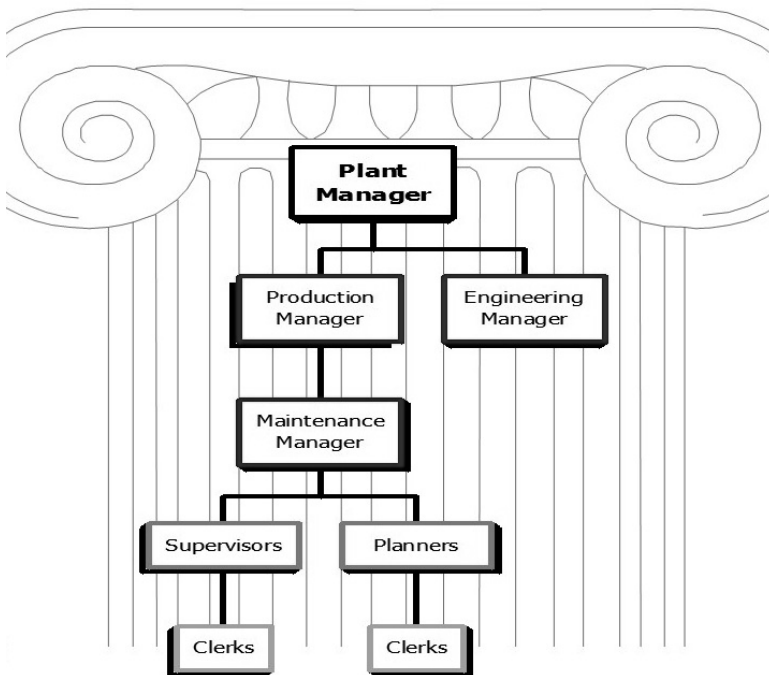 Plant
Manager
Production
Manager
Engineering
Manager
Maintenance
Manager
Supervisors
Planners
Clerks
Clerks